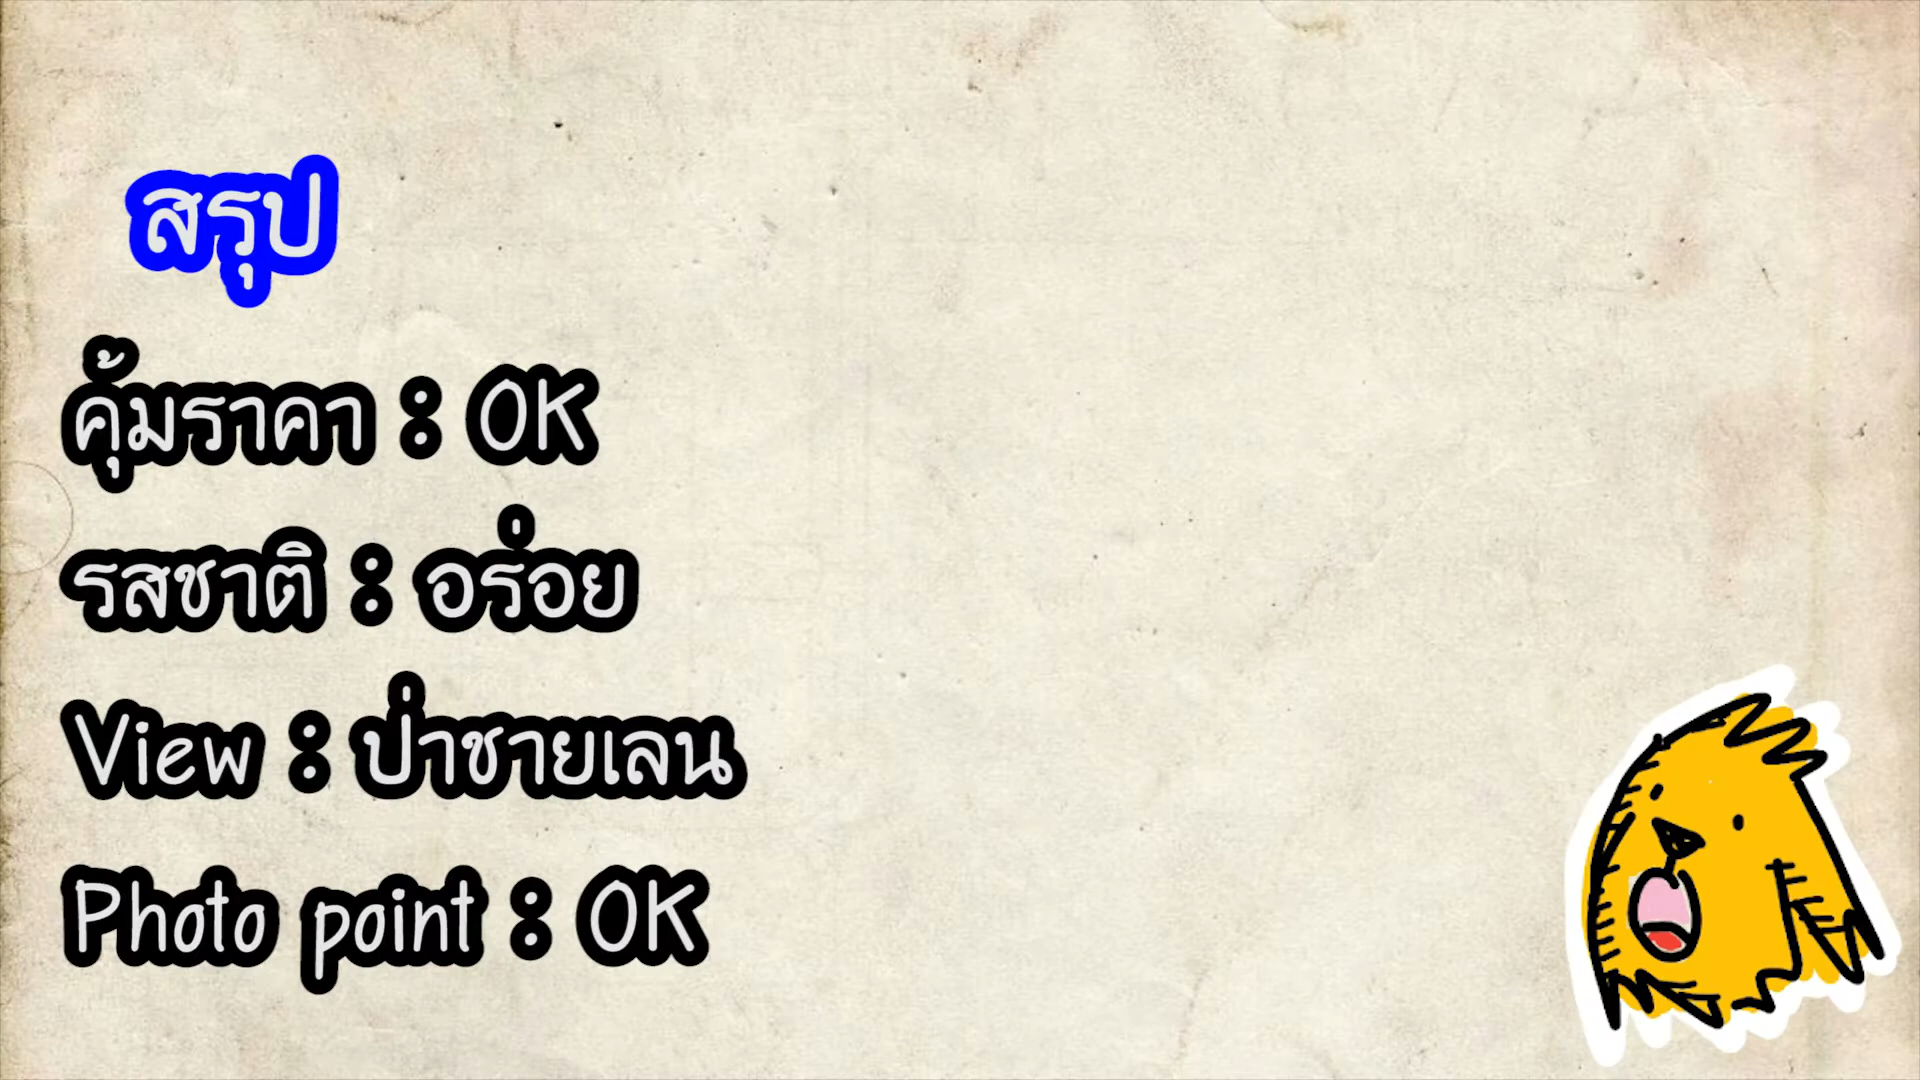 สรุป
คุ้มราคา : OK
รสชาติ : อร่อย
View : ป่าชายเลน
Photo point : OK